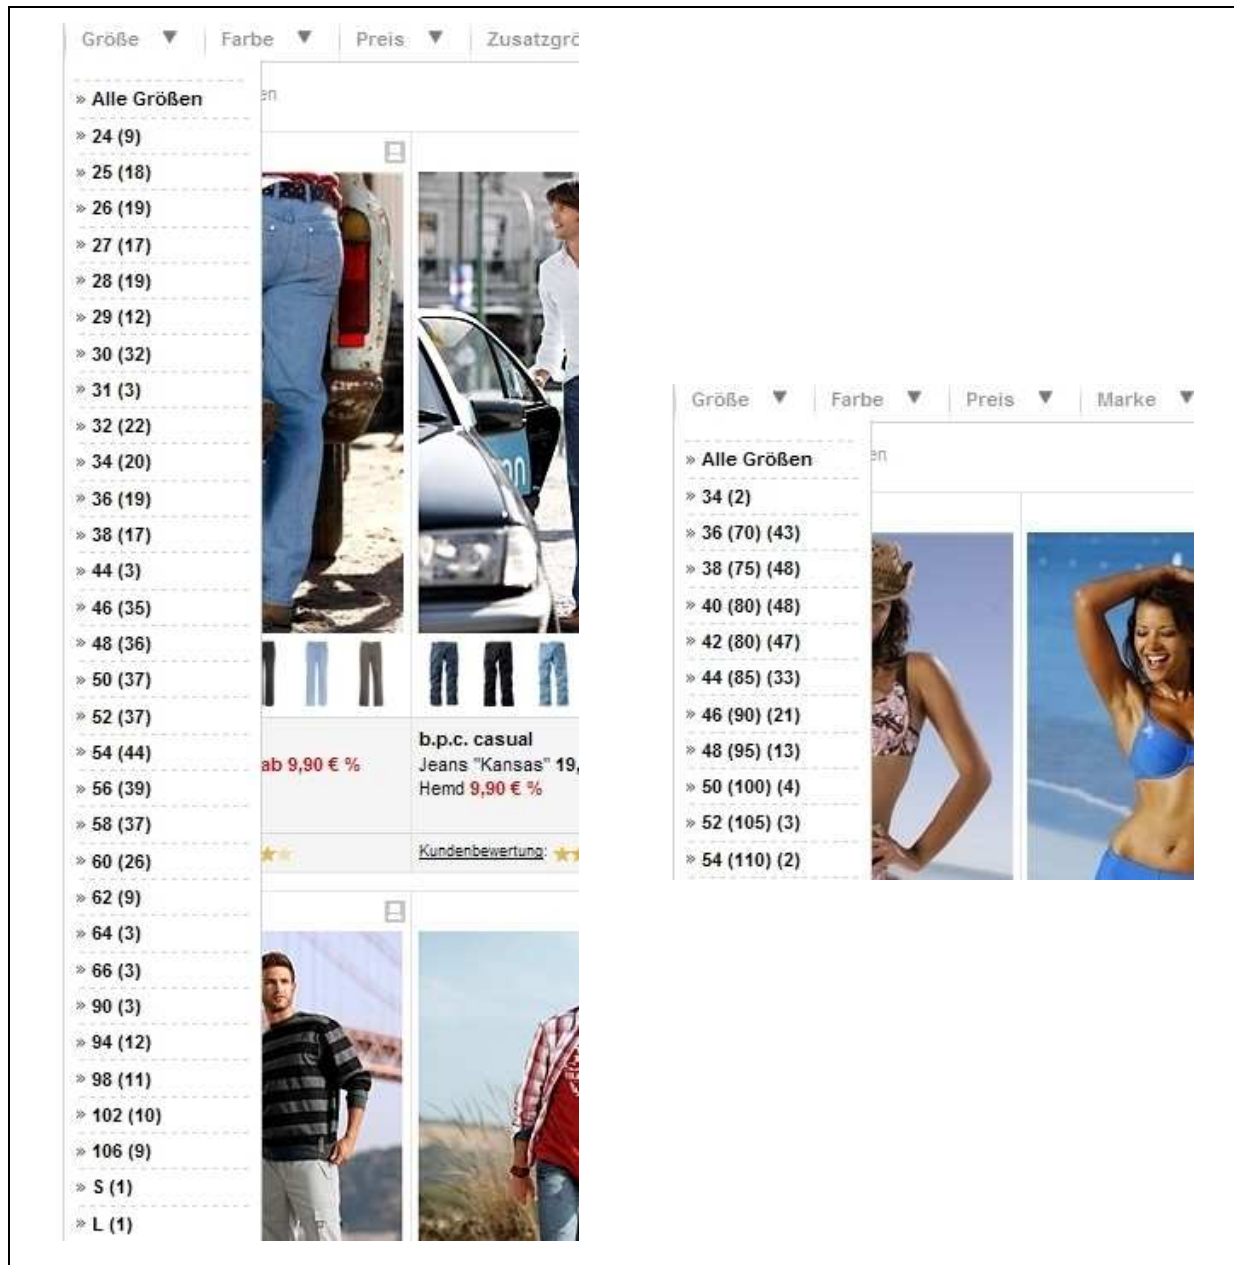 Größe ▼ Farbe ▼ Preis ▼
» Alle Größen
» 24 (9)
» 25 (18)
» 26 (19)
» 27 (17)
» 28 (19)
» 29 (12)
» 30 (32)
» 31 (3)
» 32 (22)
» 34 (20)
» 36 (19)
» 38 (17)
» 44 (3)
» 46 (35)
» 48 (36)
» 50 (37)
» 52 (37)
» 54 (44)
» 56 (39)
» 58 (37)
» 60 (26)
» 62 (9)
» 64 (3)
» 66 (3)
» 90 (3)
» 94 (12)
» 98 (11)
» 102 (10)
» 106 (9)
» S (1)
» L (1)
ab 9,90 € %
b.p.c. casual
Jeans "Kansas" 19,
Hemd 9,90 € %
Kundenbewertung:
Größe ▼ Farbe ▼ Preis ▼ Marke ▼
» Alle Größen
» 34 (2)
» 36 (70) (43)
» 38 (75) (48)
» 40 (80) (48)
» 42 (80) (47)
» 44 (85) (33)
» 46 (90) (21)
» 48 (95) (13)
» 50 (100) (4)
» 52 (105) (3)
» 54 (110) (2)